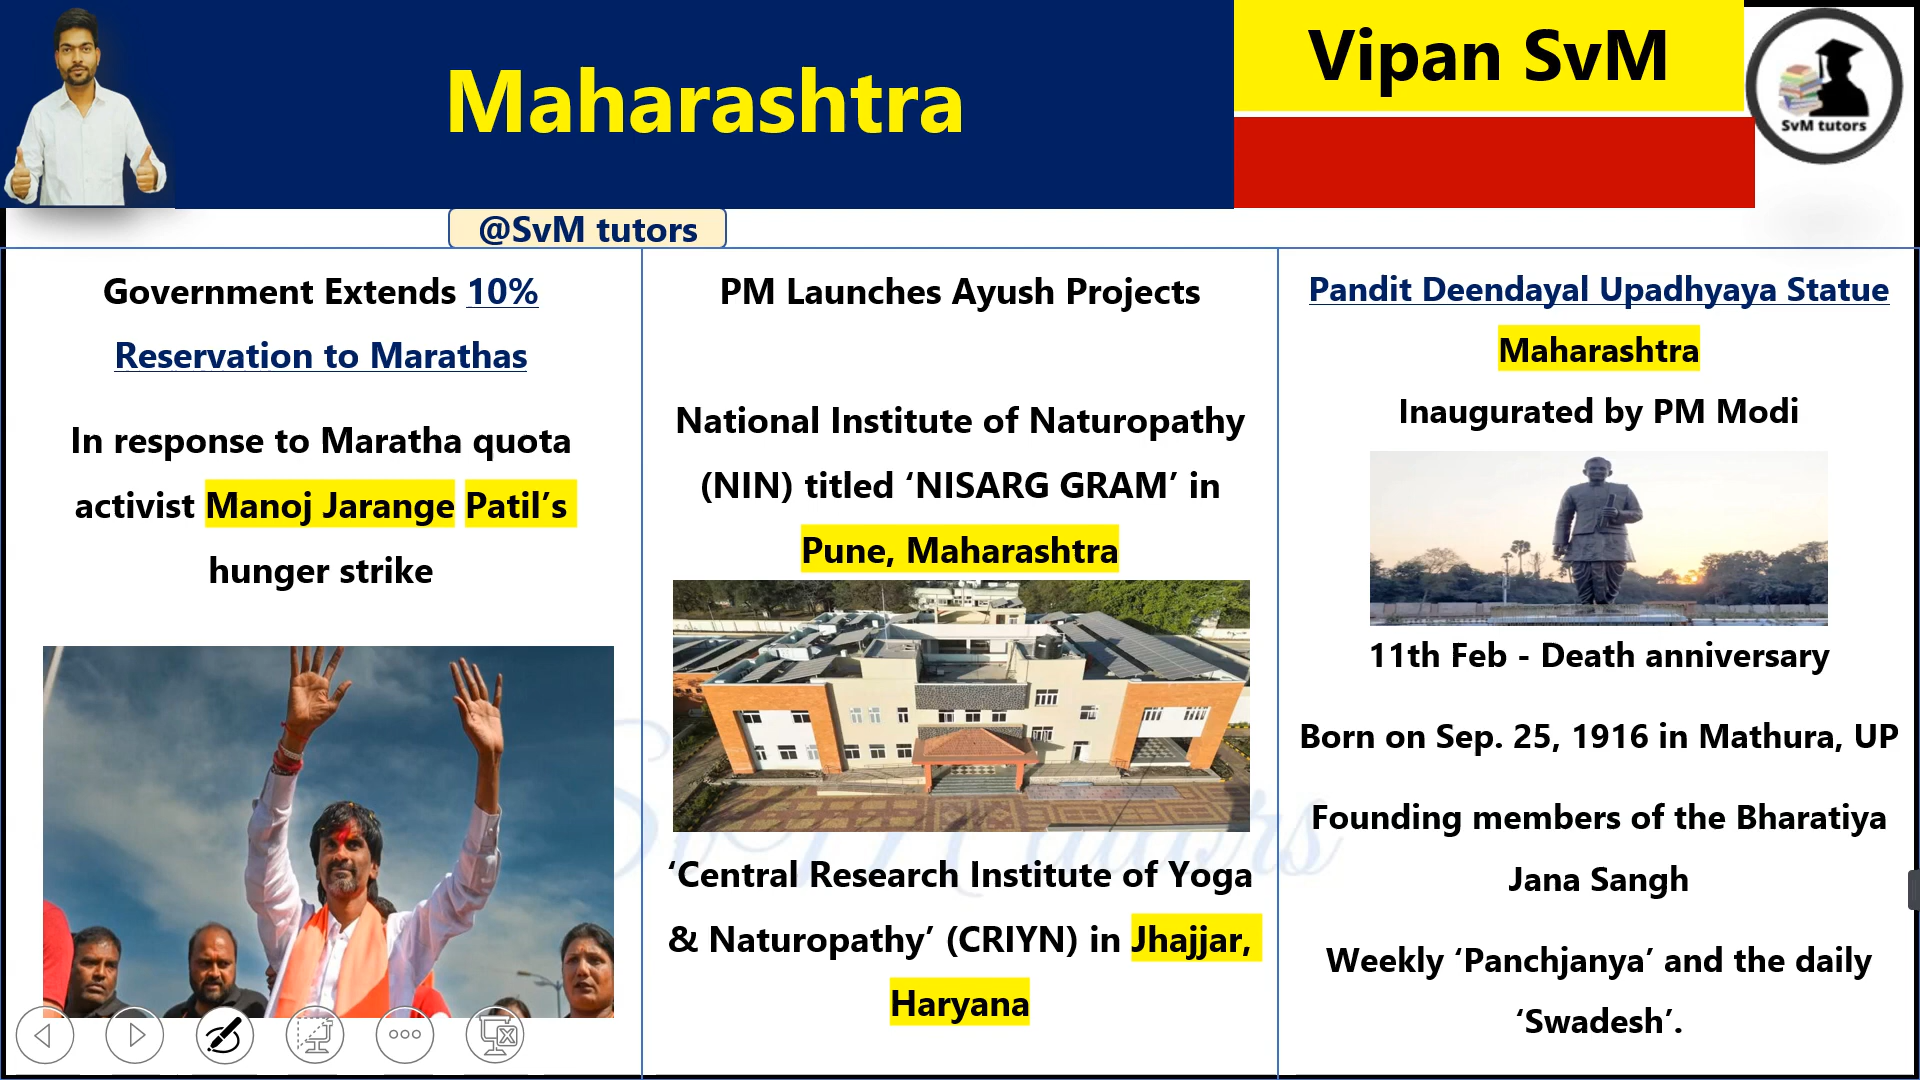 Maharashtra
Vipan SvM
SvM tutors
@SvM tutors
Government Extends 10%
Reservation to Marathas
In response to Maratha quota
activist Manoj Jarange Patil’s
hunger strike
PM Launches Ayush Projects
National Institute of Naturopathy
(NIN) titled ‘NISARG GRAM’ in
Pune, Maharashtra
‘Central Research Institute of Yoga
& Naturopathy’ (CRIYN) in Jhajjar,
Haryana
Pandit Deendayal Upadhyaya Statue
Maharashtra
Inaugurated by PM Modi
11th Feb - Death anniversary
Born on Sep. 25, 1916 in Mathura, UP
Founding members of the Bharatiya
Jana Sangh
Weekly ‘Panchjanya’ and the daily
‘Swadesh’.
SvM tutors